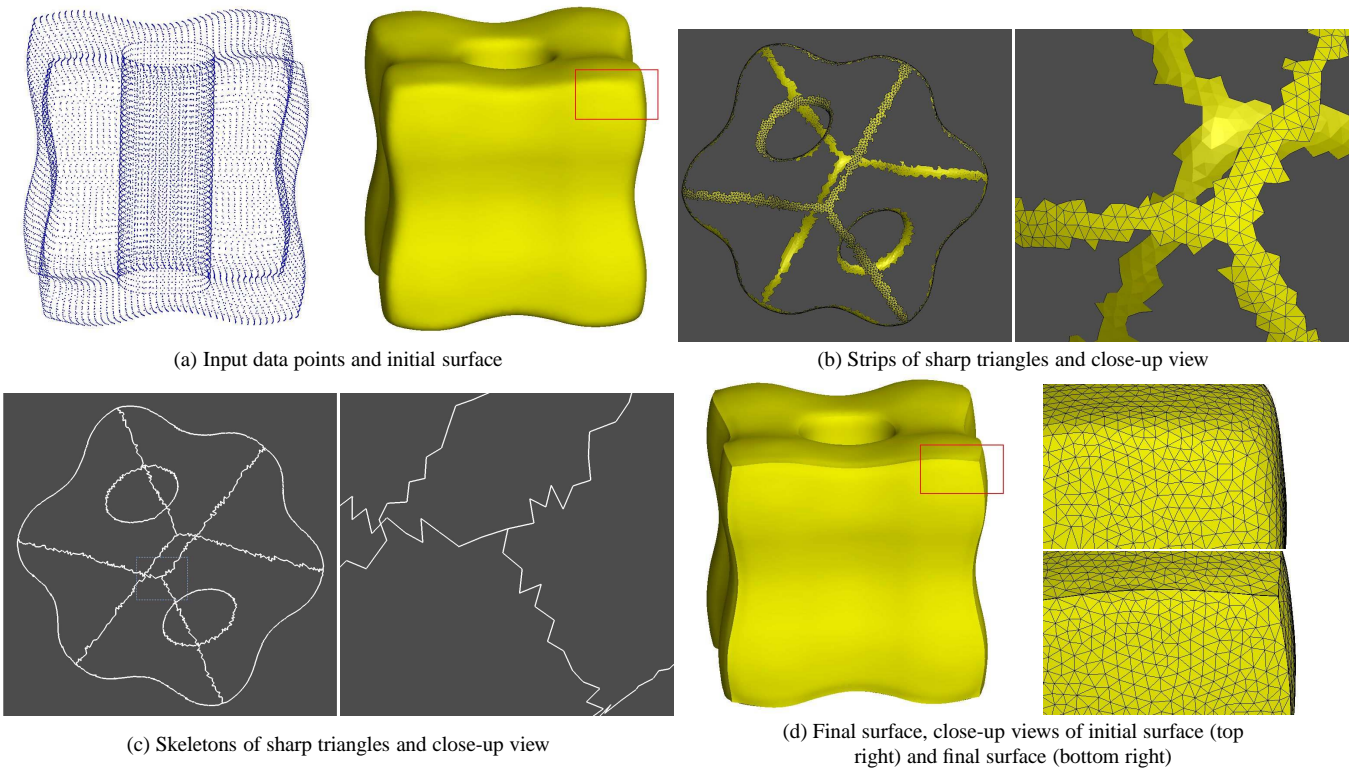 (a) Input data points and initial surface
(b) Strips of sharp triangles and close-up view
(c) Skeletons of sharp triangles and close-up view
(d) Final surface, close-up views of initial surface (top
right) and final surface (bottom right)